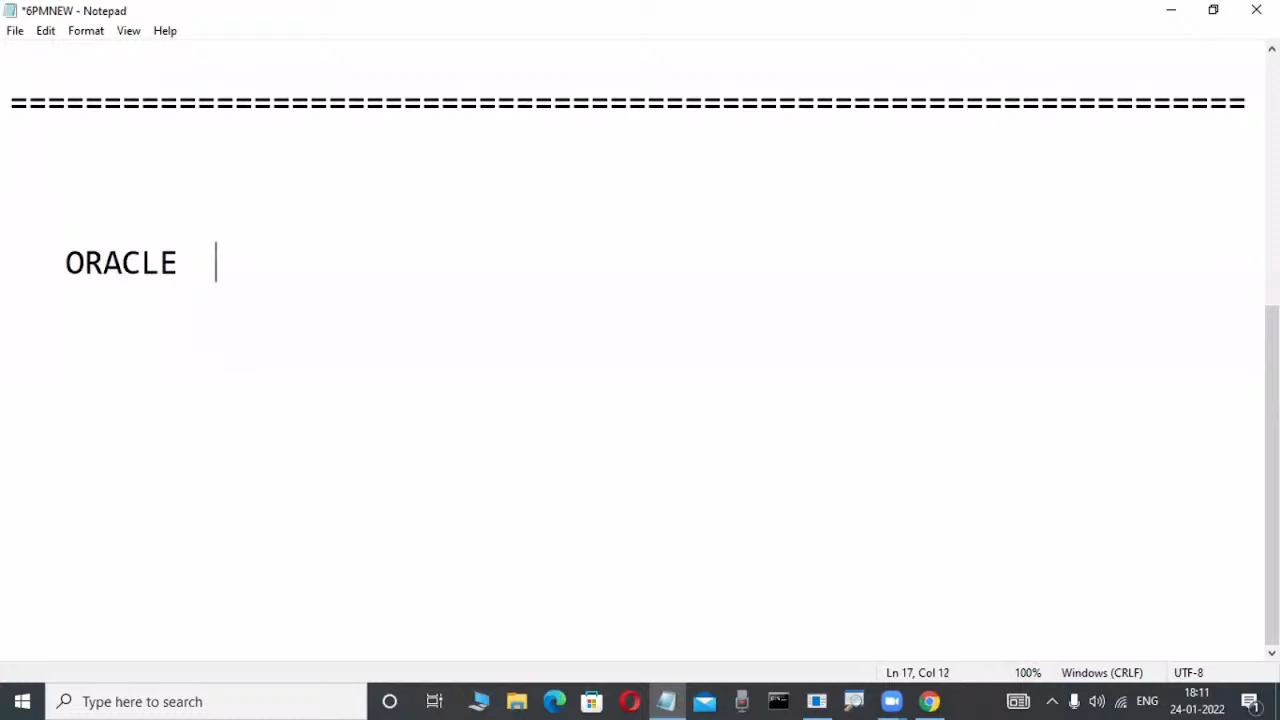 *6PMNEW - Notepad
File Edit Format View Help
==================================================================
ORACLE
Ln 17, Col 12 100% Windows (CRLF) UTF-8
Type here to search
ENG
18:11
24-01-2022
1